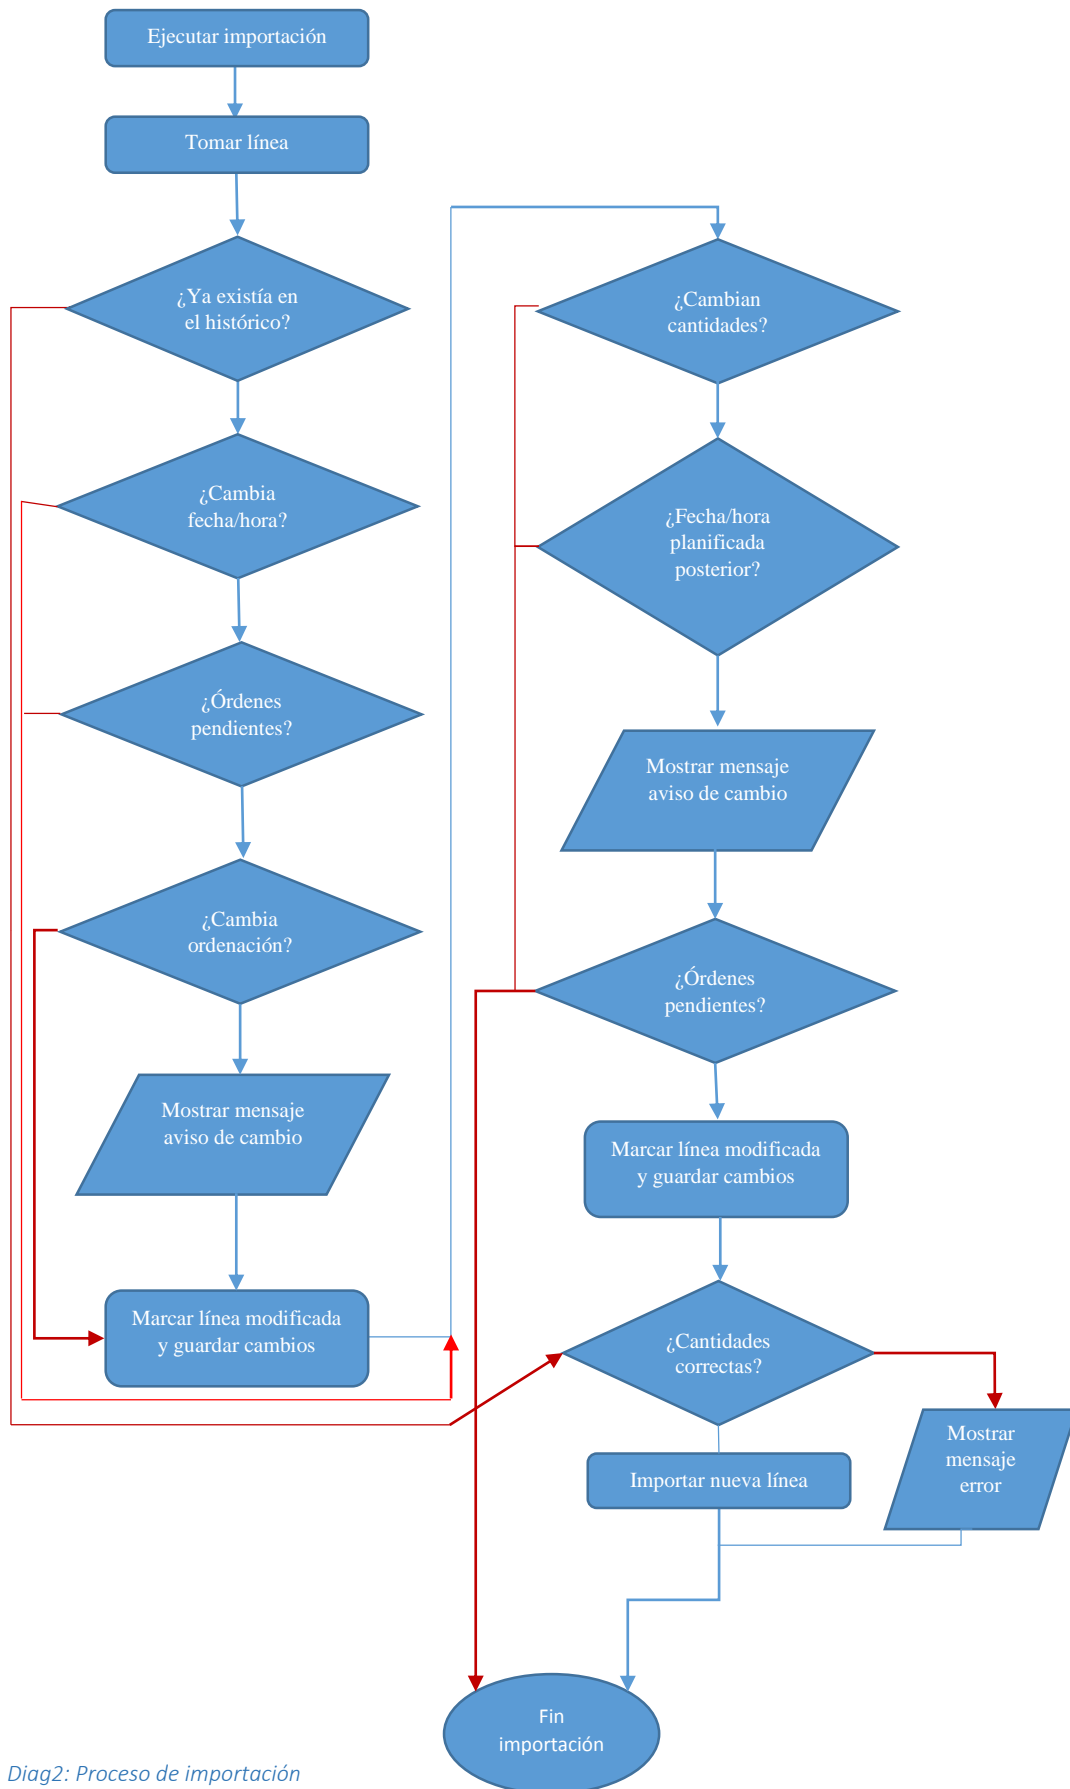 Ejecutar importación
Tomar línea
¿Ya existía en
el histórico?
¿Cambia
fecha/hora?
¿Órdenes
pendientes?
¿Cambia
ordenación?
Mostrar mensaje
aviso de cambio
Marcar línea modificada
y guardar cambios
¿Cambian
cantidades?
¿Fecha/hora
planificada
posterior?
Mostrar mensaje
aviso de cambio
¿Órdenes
pendientes?
Marcar línea modificada
y guardar cambios
¿Cantidades
correctas?
Importar nueva línea
Mostrar
mensaje
error
Fin
importación
Diag2: Proceso de importación